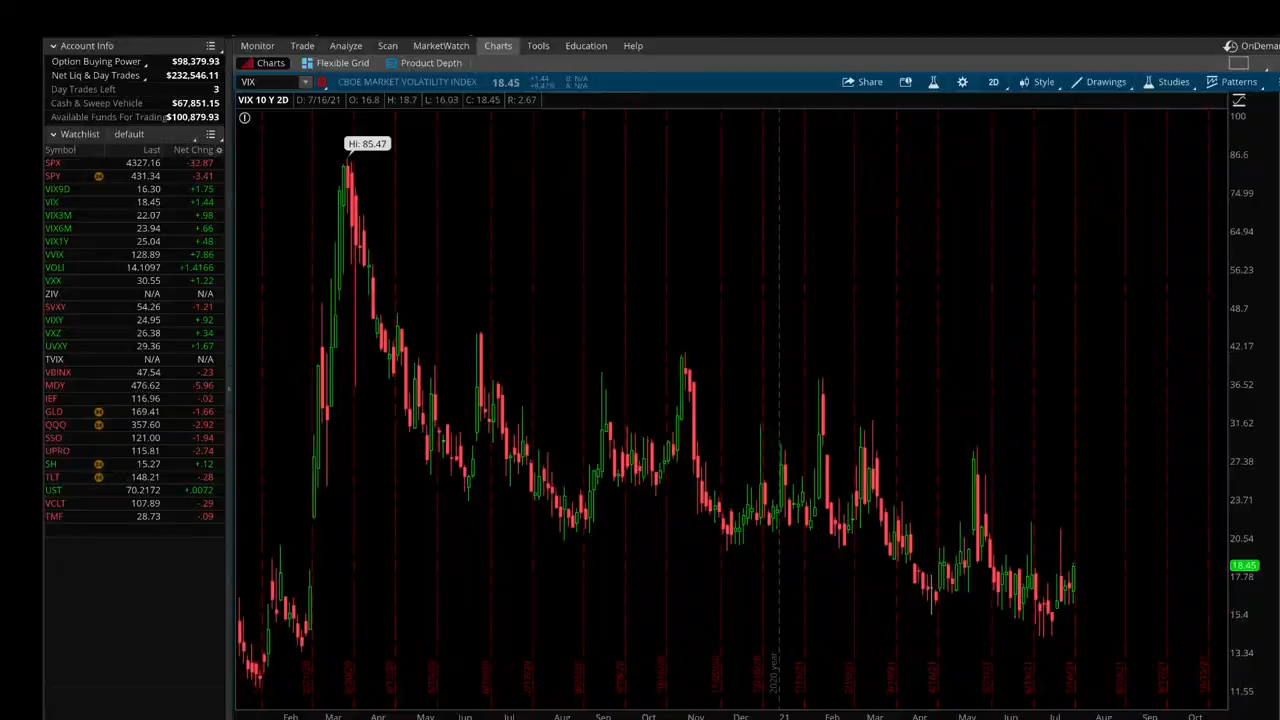 Account Info
Option Buying Power $98,379.93
Net Liq & Day Trades $232,546.11
Day Trades Left 3
Cash & Sweep Vehicle $67,851.15
Available Funds For Trading $100,879.93
Watchlist default
Symbol Last Net Chng
SPX 4327.16 -32.87
SPY 431.34 -3.41
VIX9D 16.30 +1.75
VIX 18.45 +1.44
VIX3M 22.07 +.98
VIX6M 23.94 +.66
VIX1Y 25.04 +.48
VVIX 128.89 +7.86
VOLI 14.1097 +1.4166
VXX 30.55 +1.22
ZIV N/A N/A
SVXY 54.26 -1.21
VIXY 24.95 +.92
VXZ 26.38 +.34
UVXY 29.36 +1.67
TVIX N/A N/A
VBINX 47.54 -.23
MDY 476.62 -5.96
IEF 116.96 -.02
GLD 169.41 -1.66
QQQ 357.60 -2.92
SSO 121.00 -1.94
UPRO 115.81 -2.74
SH 15.27 +.12
TLT 148.21 -.28
UST 70.2172 +.0072
VCLT 107.89 -.29
TMF 28.73 -.09
Monitor Trade Analyze Scan MarketWatch Charts Tools Education Help
OnDema
Charts Flexible Grid Product Depth
VIX CBOE MARKET VOLATILITY INDEX 18.45 +1.44 B: N/A
A: N/A
Share 2D Style Drawings Studies Patterns
VIX 10 Y 2D D: 7/16/21 O: 16.8 H: 18.7 L: 16.03 C: 18.45 R: 2.67
Hi: 85.47
100
86.6
74.99
64.94
56.23
48.7
42.17
36.52
31.62
27.38
23.71
20.54
18.45
17.78
15.4
13.34
11.55
2020 year
Feb Mar Apr May Jun Jul Aug Sep Oct Nov Dec 21 Feb Mar Apr May Jun Jul Aug Sep Oct